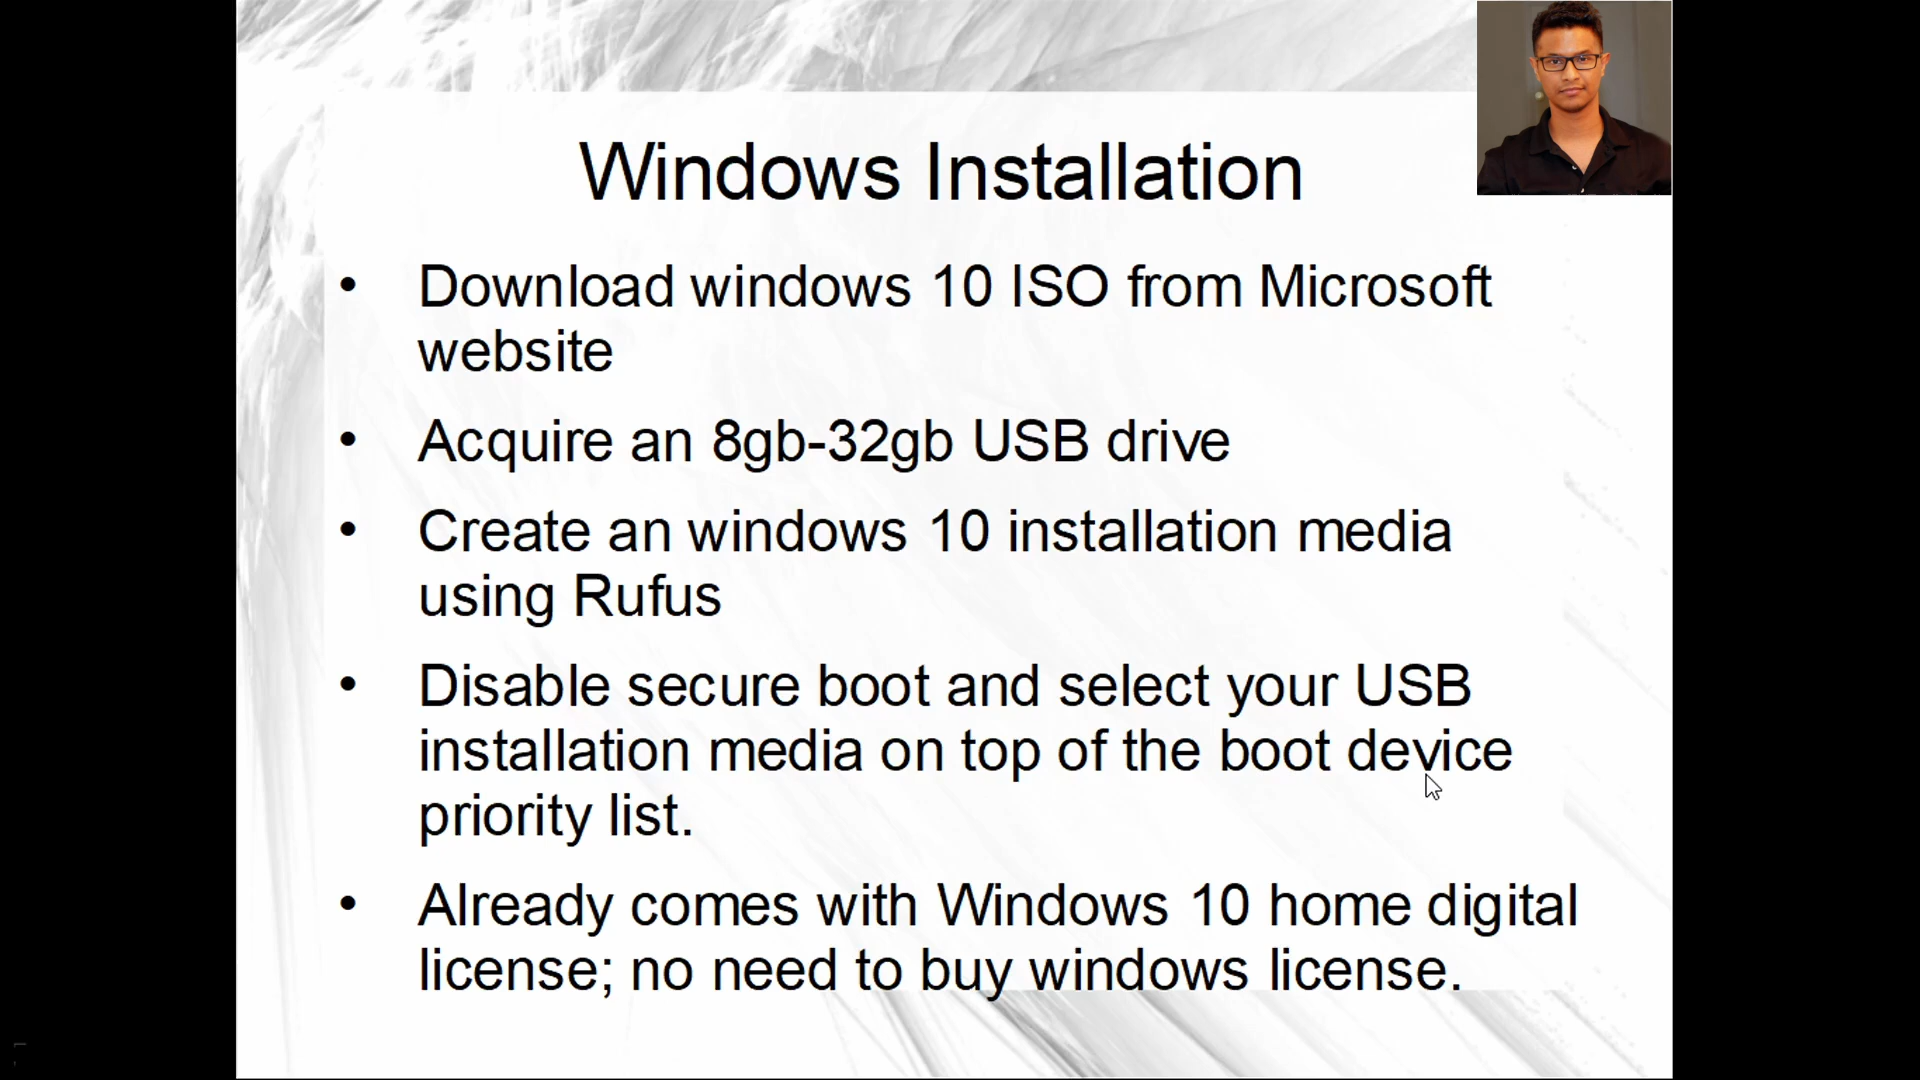 Windows Installation
• Download windows 10 ISO from Microsoft
website
• Acquire an 8gb-32gb USB drive
• Create an windows 10 installation media
using Rufus
• Disable secure boot and select your USB
installation media on top of the boot device
priority list.
• Already comes with Windows 10 home digital
license; no need to buy windows license.